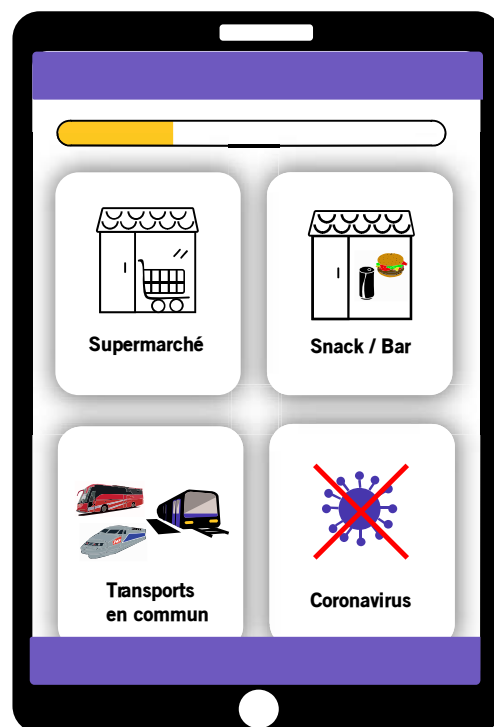 Supermarché
Snack / Bar
Transports
en commun
Coronavirus